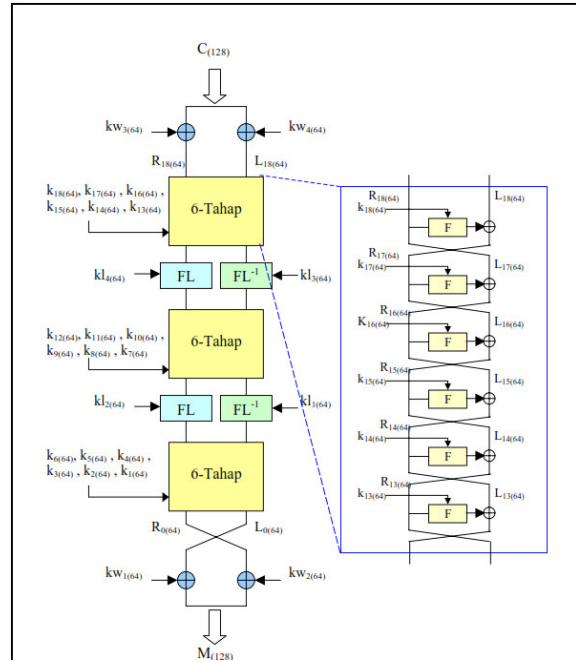 C(128)
kw3(64)
kw4(64)
R18(64)
L18(64)
k18(64), k17(64) , k16(64) ,
k15(64) , k14(64) , k13(64)
6-Tahap
kl4(64)
FL
FL-1
kl3(64)
k12(64), k11(64) , k10(64) ,
k9(64) , k8(64) , k7(64)
6-Tahap
kl2(64)
FL
FL-1
kl1(64)
k6(64), k5(64) , k4(64) ,
k3(64) , k2(64) , k1(64)
6-Tahap
R0(64)
L0(64)
kw1(64)
kw2(64)
M(128)
R18(64)
L18(64)
k18(64)
F
R17(64)
k17(64)
L17(64)
F
R16(64)
K16(64)
L16(64)
F
R15(64)
k15(64)
L15(64)
F
R14(64)
k14(64)
L14(64)
F
R13(64)
k13(64)
L13(64)
F